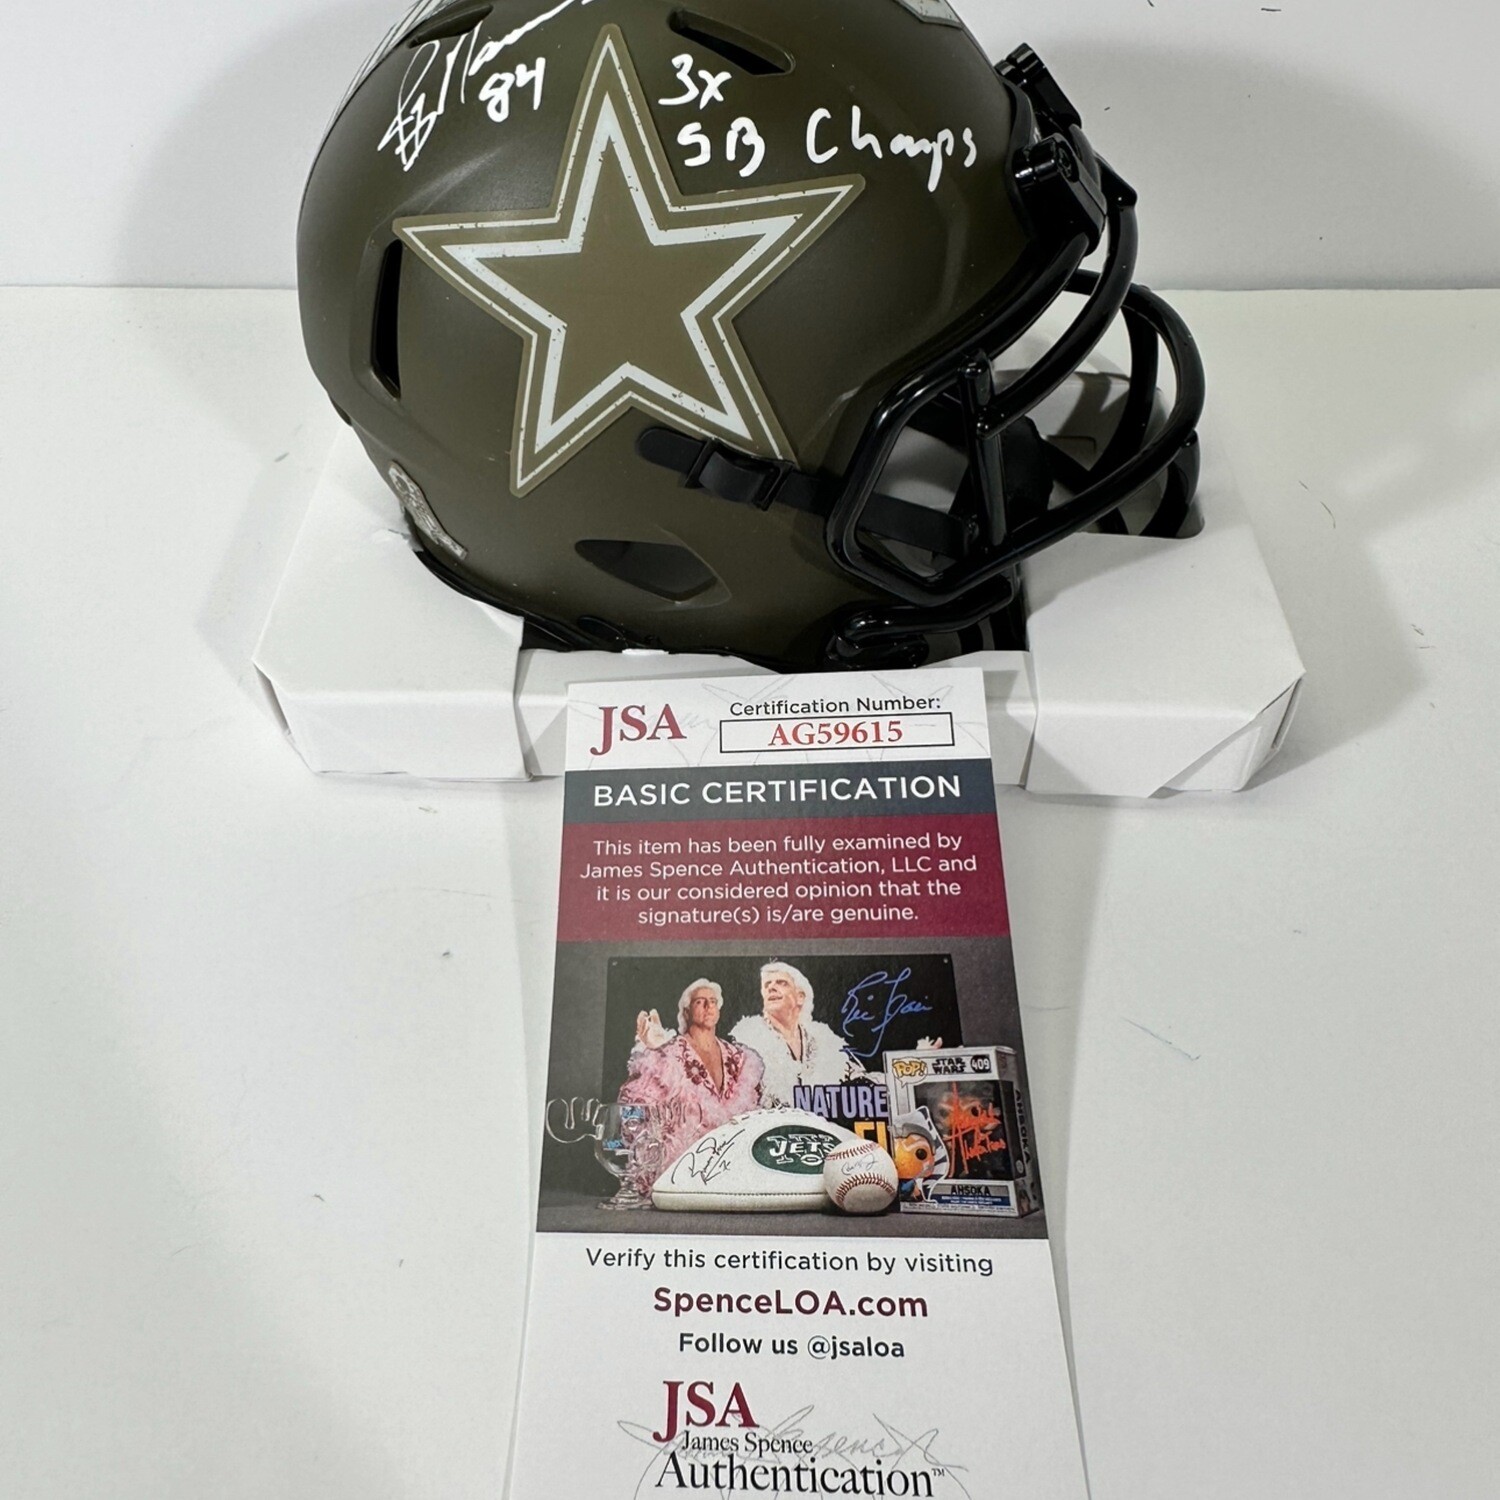 84
3x
SB Champs
JSA
Certification Number:
AG59615
BASIC CERTIFICATION
This item has been fully examined by
James Spence Authentication, LLC and
it is our considered opinion that the
signature(s) is/are genuine.
POP!
STAR
WARS
409
NATURE
JETS
AHSOKA
AHSOKA
Verify this certification by visiting
SpenceLOA.com
Follow us @jsaloa
JSA
James Spence
Authentication™